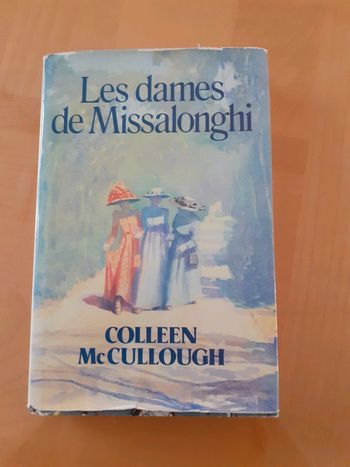 Les dames
de Missalonghi
COLLEEN
McCULLOUGH